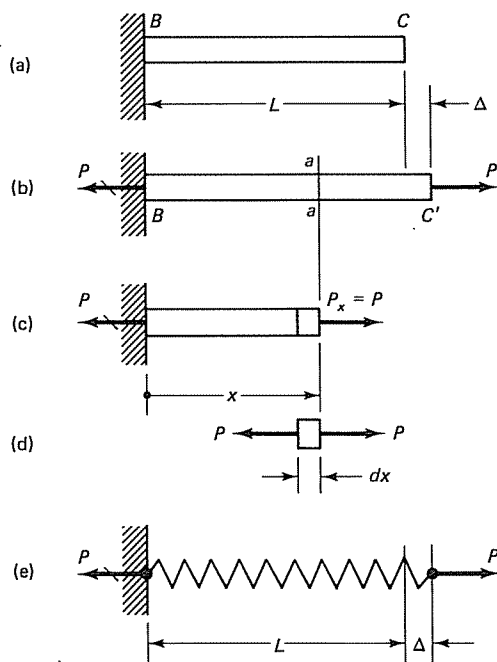 B C
(a)
L
Δ
P a P
(b)
B a C'
P P_x = P
(c)
x
(d) P P
dx
P P
(e)
L Δ